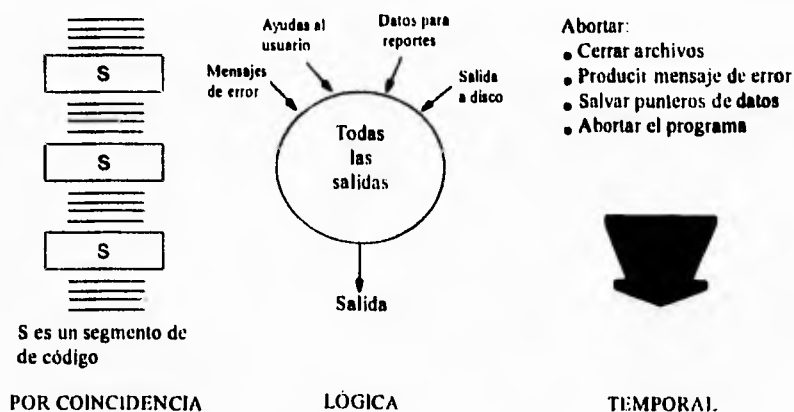 S
S
S
S es un segmento de
de código
POR COINCIDENCIA
Ayudas al
usuario
Datos para
reportes
Mensajes
de error
Salida
a disco
Todas
las
salidas
Salida
LÓGICA
Abortar:
• Cerrar archivos
• Producir mensaje de error
• Salvar punteros de datos
• Abortar el programa
TEMPORAL